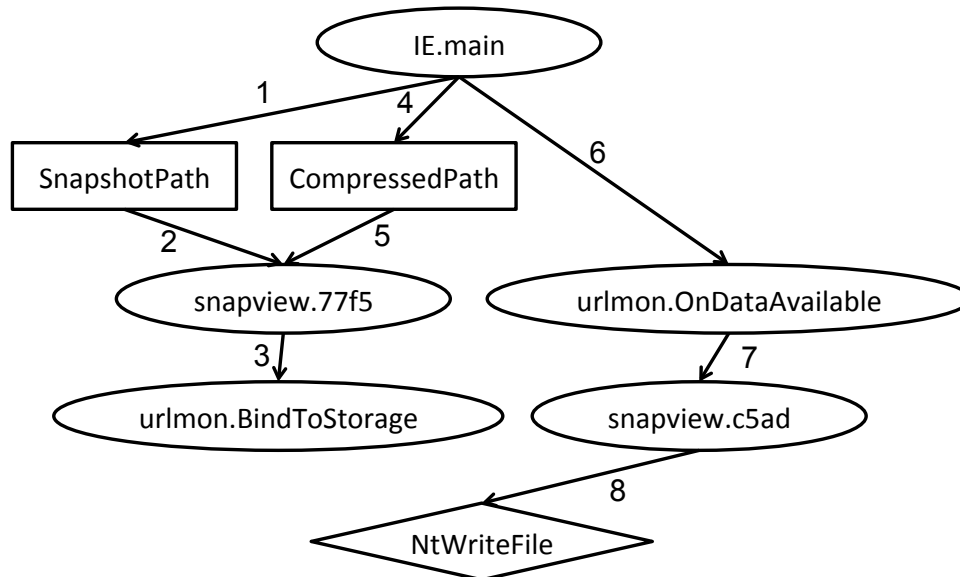 IE.main
1
4
6
SnapshotPath
CompressedPath
2
5
snapview.77f5
urlmon.OnDataAvailable
3
7
urlmon.BindToStorage
snapview.c5ad
8
NtWriteFile